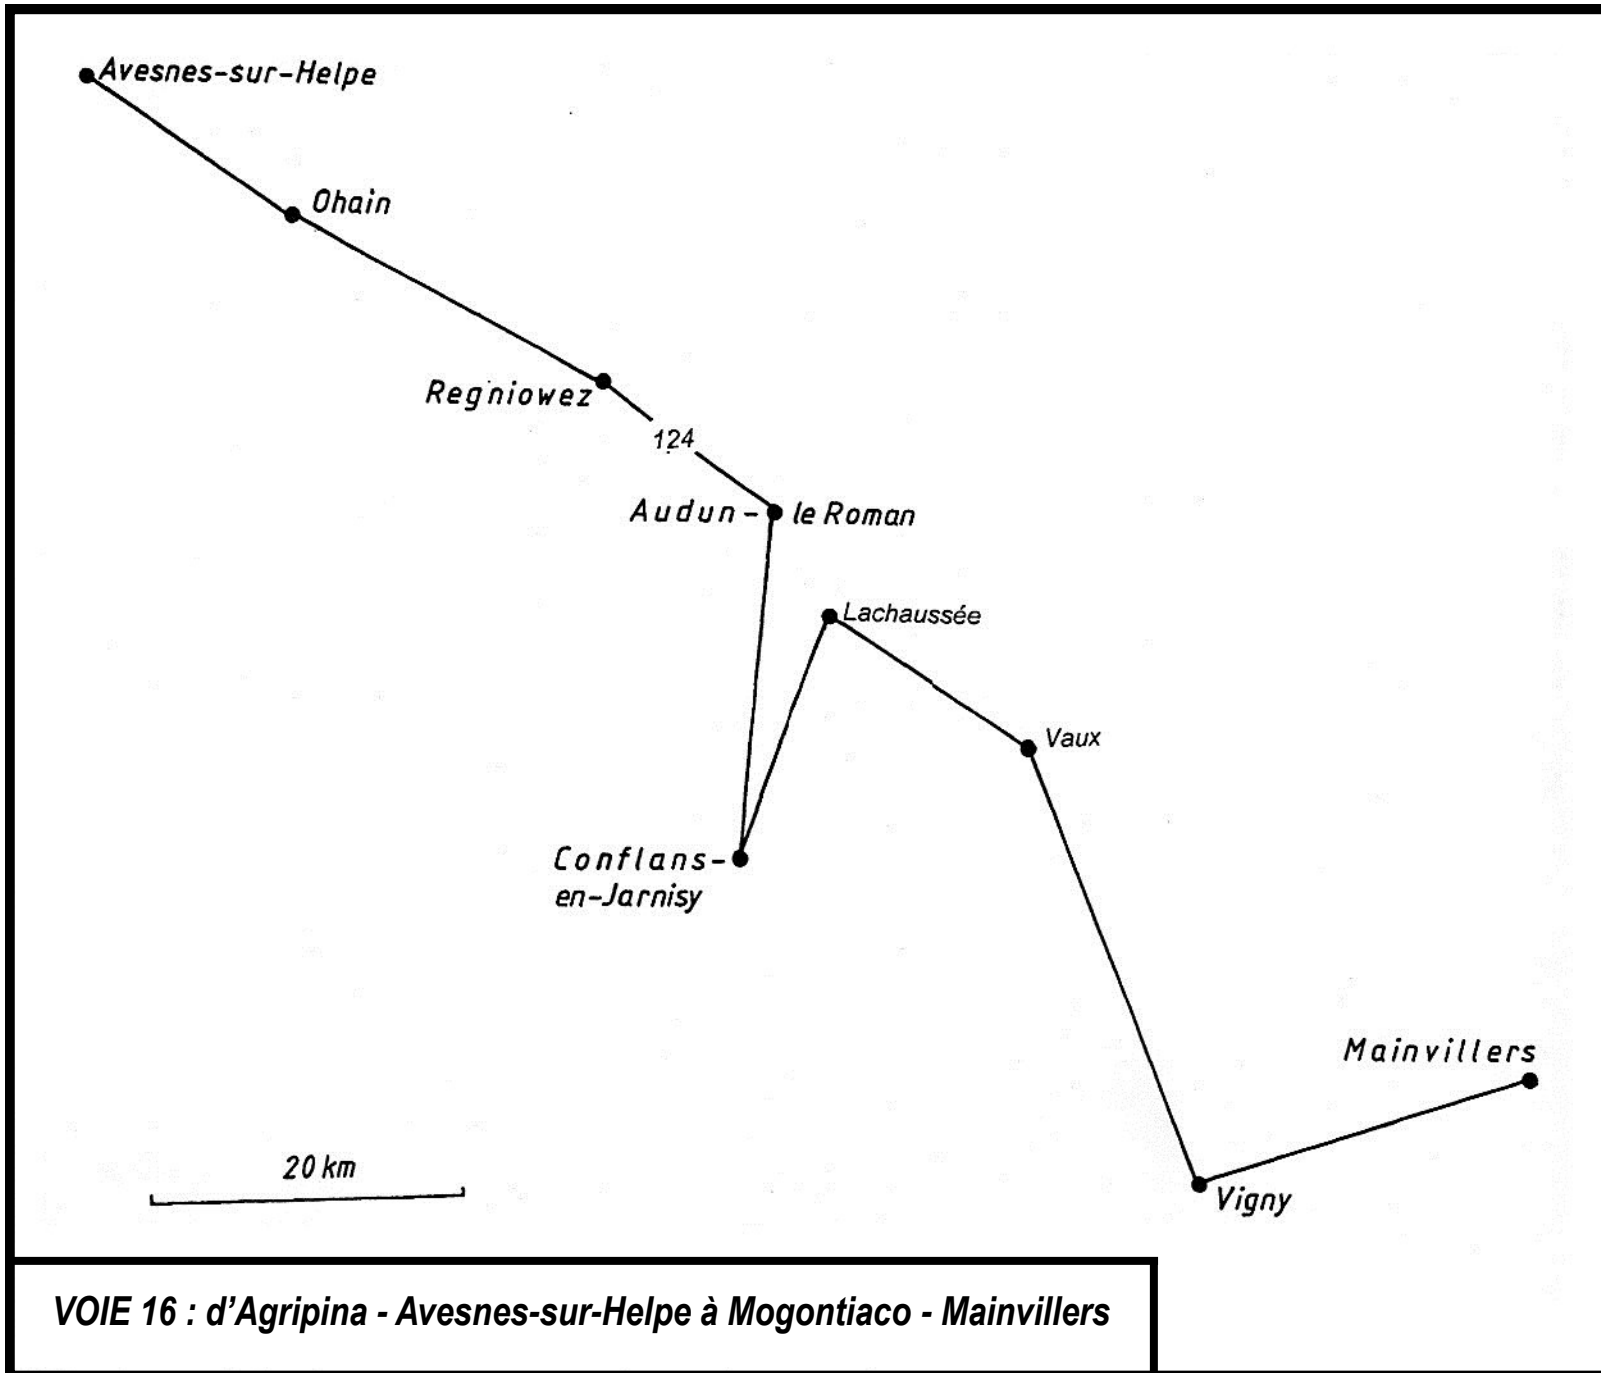 Avesnes-sur-Helpe
Ohain
Regniowez
124
Audun - le Roman
Lachaussée
Vaux
Conflans-
en-Jarnisy
Mainvillers
20 km
Vigny
VOIE 16 : d’Agripina - Avesnes-sur-Helpe à Mogontiaco - Mainvillers